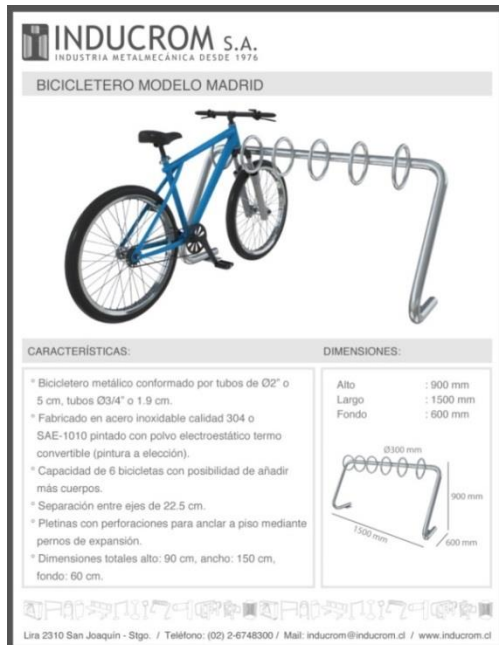 INDUCROM S.A.
INDUSTRIA METALMECÁNICA DESDE 1976
BICICLETERO MODELO MADRID
CARACTERÍSTICAS:
° Bicicletero metálico conformado por tubos de Ø2" o
5 cm, tubos Ø3/4" o 1.9 cm.
° Fabricado en acero inoxidable calidad 304 o
SAE-1010 pintado con polvo electroestático termo
convertible (pintura a elección).
° Capacidad de 6 bicicletas con posibilidad de añadir
más cuerpos.
° Separación entre ejes de 22.5 cm.
° Pletinas con perforaciones para anclar a piso mediante
pernos de expansión.
° Dimensiones totales alto: 90 cm, ancho: 150 cm,
fondo: 60 cm.
DIMENSIONES:
Alto : 900 mm
Largo : 1500 mm
Fondo : 600 mm
Ø300 mm
900 mm
1500 mm
600 mm
Lira 2310 San Joaquín - Stgo. / Teléfono: (02) 2-6748300 / Mail: inducrom@inducrom.cl / www.inducrom.cl